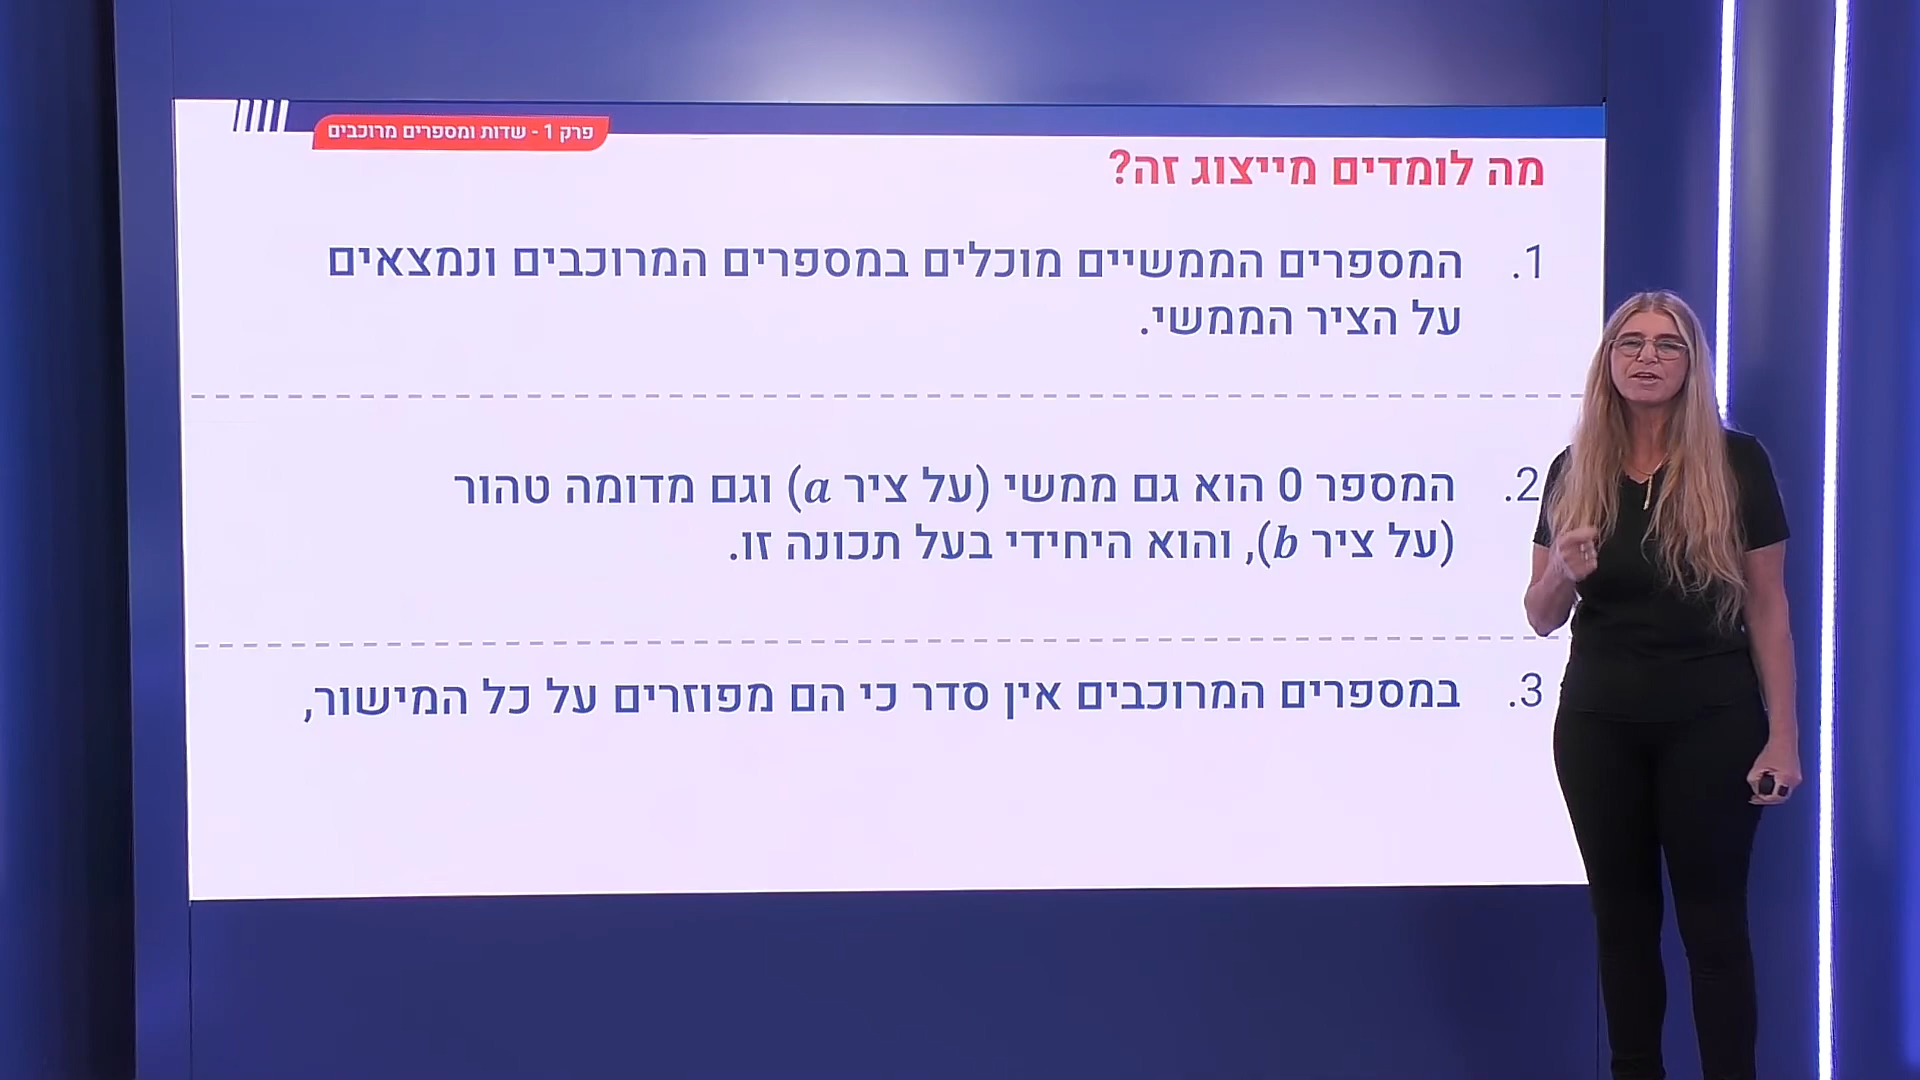 פרק 1 - שדות ומספרים מרוכבים
מה לומדים מייצוג זה?
1. המספרים הממשיים מוכלים במספרים המרוכבים ונמצאים
על הציר הממשי.
2. המספר 0 הוא גם ממשי (על ציר a) וגם מדומה טהור
(על ציר b), והוא היחידי בעל תכונה זו.
3. במספרים המרוכבים אין סדר כי הם מפוזרים על כל המישור,